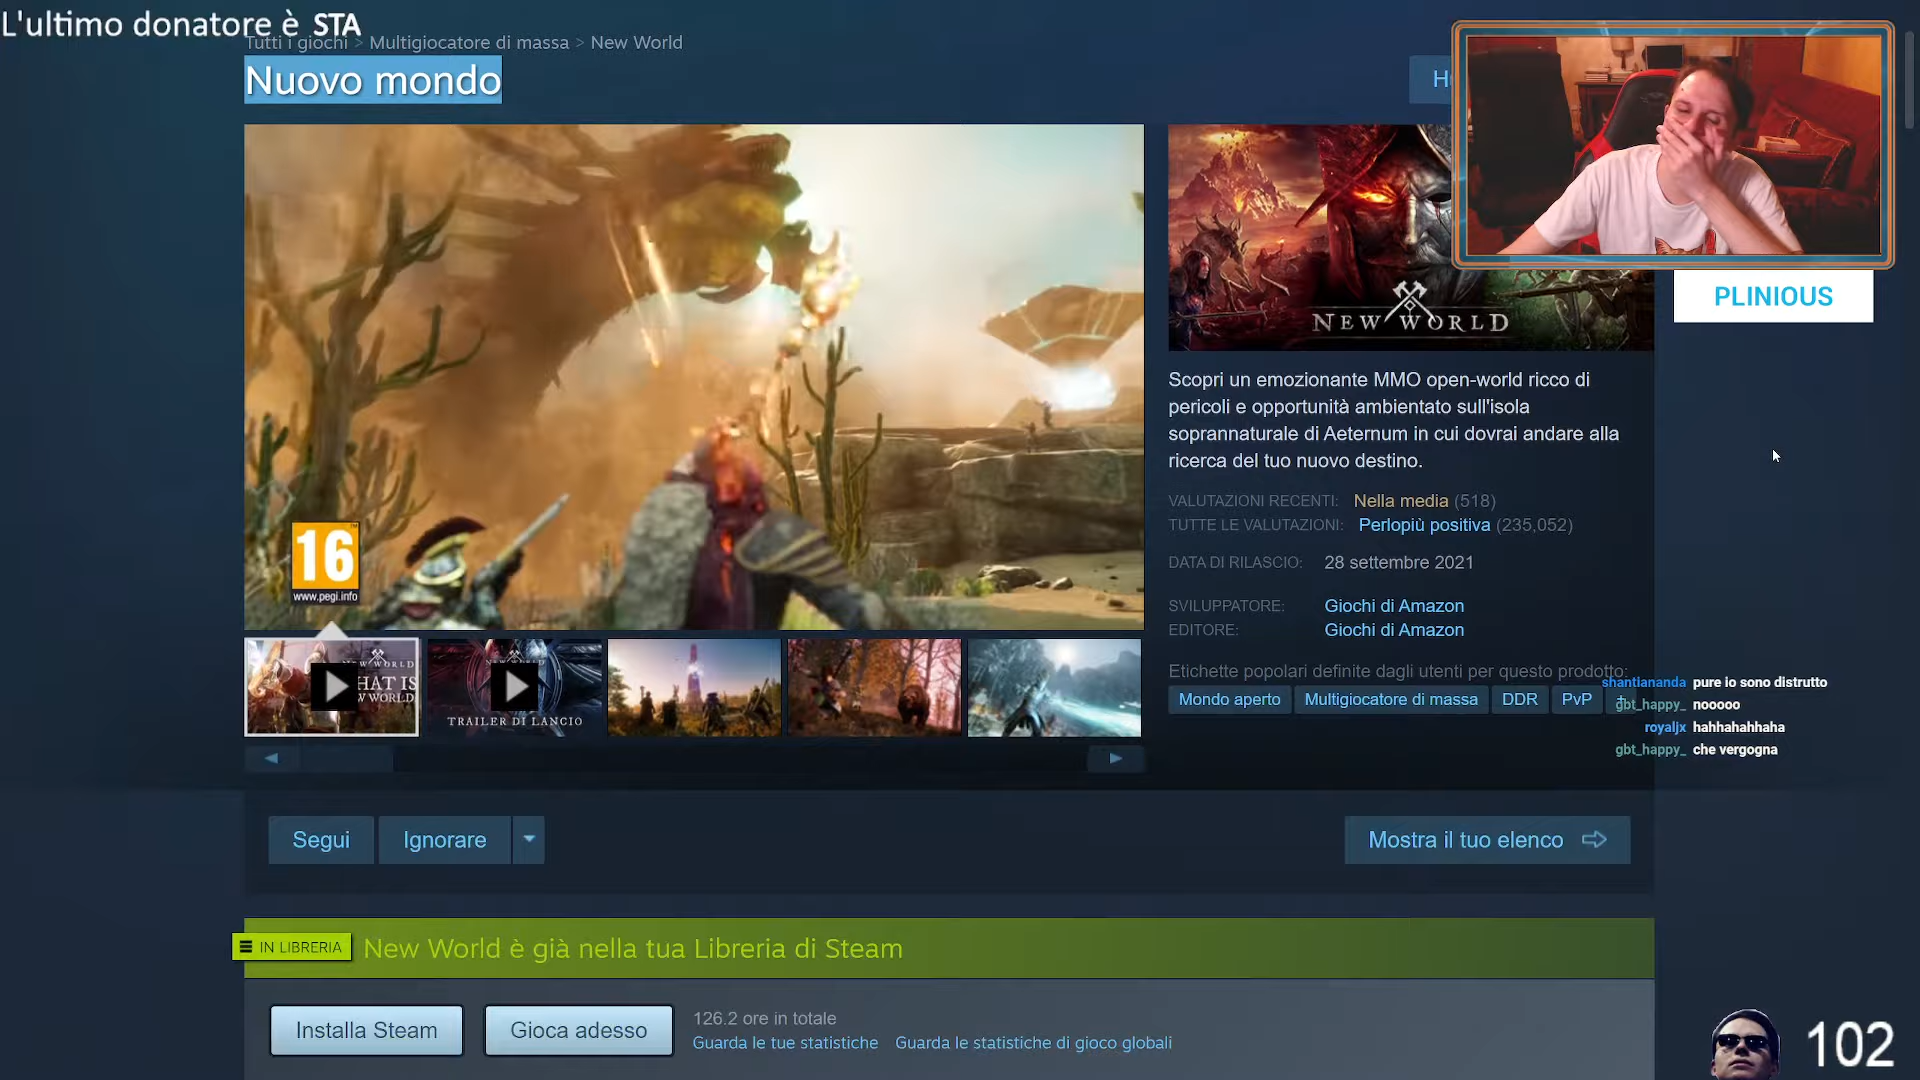 L'ultimo donatore è STA
Tutti i giochi > Multigiocatore di massa > New World
Nuovo mondo
NEW WORLD
PLINIOUS
Scopri un emozionante MMO open-world ricco di
pericoli e opportunità ambientato sull'isola
soprannaturale di Aeternum in cui dovrai andare alla
ricerca del tuo nuovo destino.
VALUTAZIONI RECENTI: Nella media (518)
TUTTE LE VALUTAZIONI: Perlopiù positiva (235,052)
DATA DI RILASCIO: 28 settembre 2021
SVILUPPATORE: Giochi di Amazon
EDITORE: Giochi di Amazon
Etichette popolari definite dagli utenti per questo prodotto:
Mondo aperto Multigiocatore di massa DDR PvP +
16
www.pegi.info
NEW WORLD
TRAILER DI LANCIO
shantiananda pure io sono distrutto
gbt_happy_ nooooo
royaljx hahhahahhaha
gbt_happy_ che vergogna
Segui Ignorare
Mostra il tuo elenco
IN LIBRERIA New World è già nella tua Libreria di Steam
Installa Steam Gioca adesso
126.2 ore in totale
Guarda le tue statistiche Guarda le statistiche di gioco globali
102